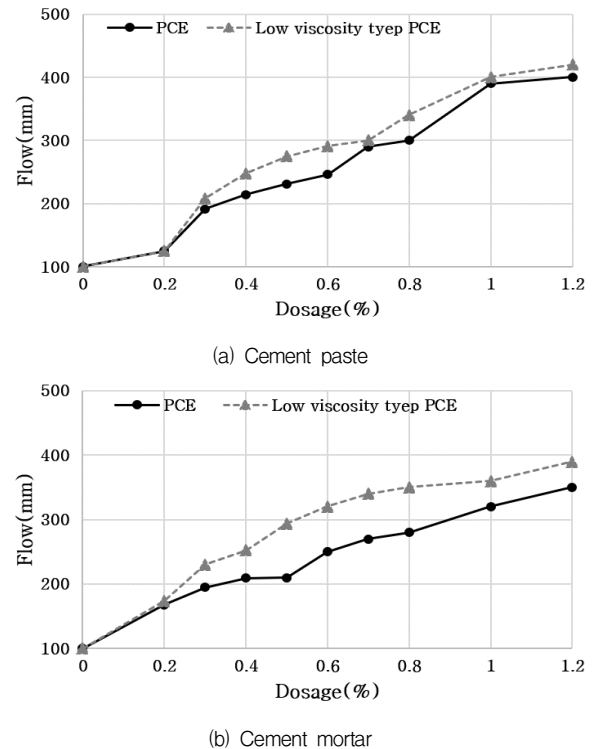 500
PCE Low viscosity tyep PCE
400
300
200
100
Flow(mm)
0 0.2 0.4 0.6 0.8 1 1.2
Dosage(%)
(a) Cement paste
500
PCE Low viscosity tyep PCE
400
300
200
100
Flow(mm)
0 0.2 0.4 0.6 0.8 1 1.2
Dosage(%)
(b) Cement mortar